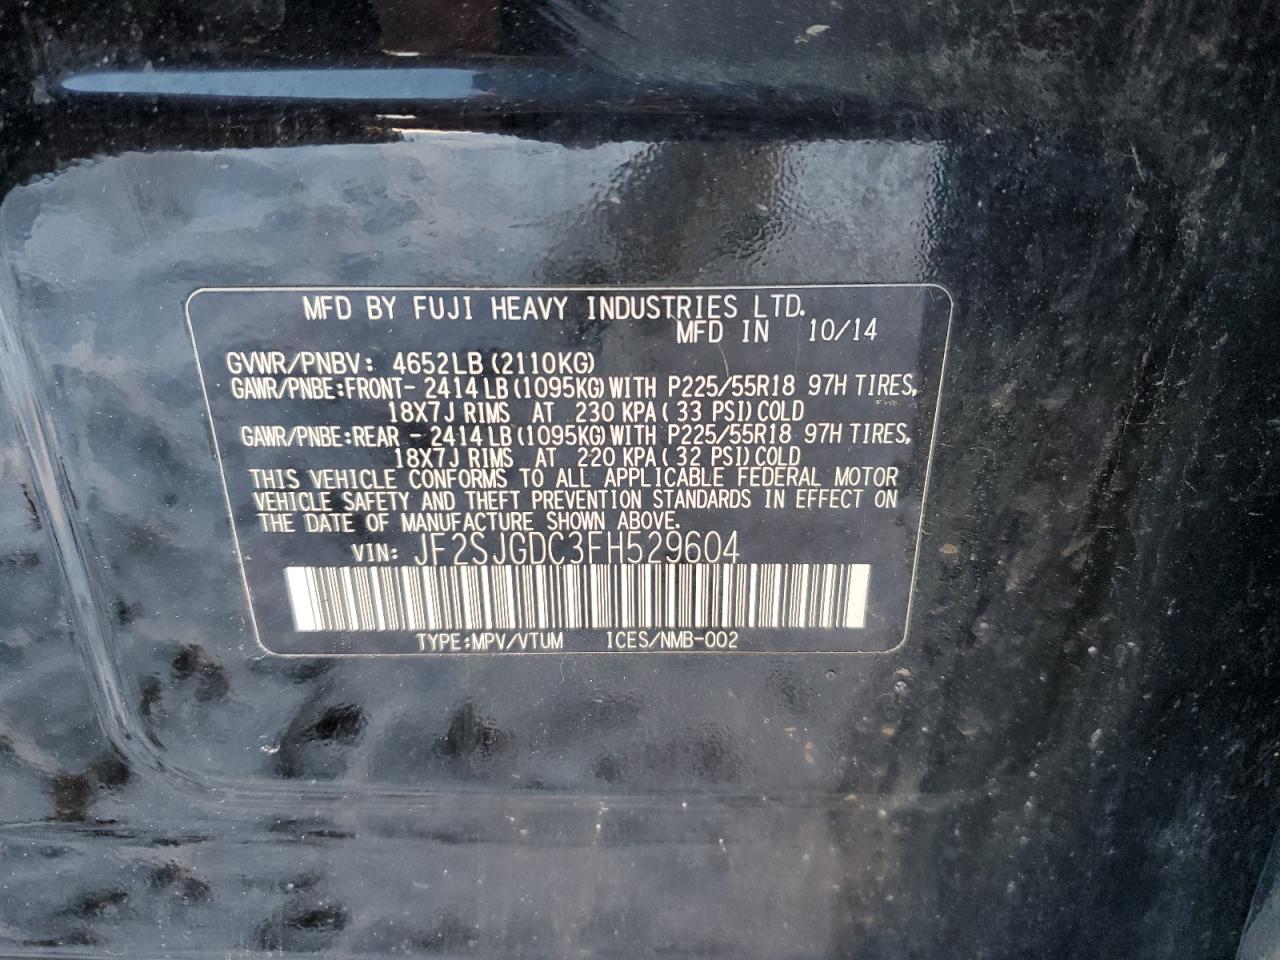 MFD BY FUJI HEAVY INDUSTRIES LTD.
MFD IN 10/14
GVWR/PNBV: 4652LB (2110KG)
GAWR/PNBE:FRONT- 2414 LB (1095KG) WITH P225/55R18 97H TIRES,
18X7J RIMS AT 230 KPA (33 PSI) COLD
GAWR/PNBE:REAR - 2414 LB (1095KG) WITH P225/55R18 97H TIRES,
18X7J RIMS AT 220 KPA (32 PSI) COLD
THIS VEHICLE CONFORMS TO ALL APPLICABLE FEDERAL MOTOR
VEHICLE SAFETY AND THEFT PREVENTION STANDARDS IN EFFECT ON
THE DATE OF MANUFACTURE SHOWN ABOVE.
VIN: JF2SJGDC3FH529604
TYPE:MPV/VTUM ICES/NMB-002